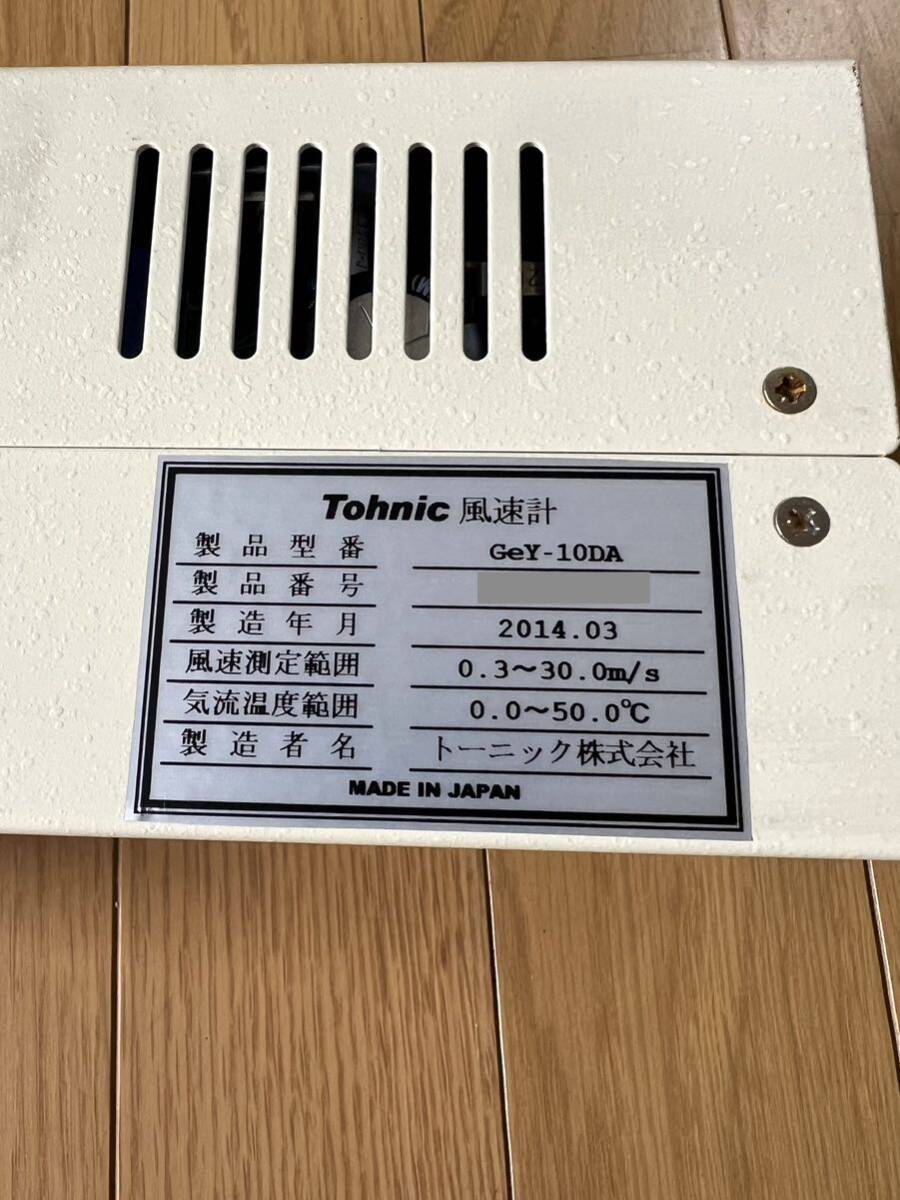 Tohnic 風速計
製品型番 GeY-10DA
製品番号
製造年月 2014.03
風速測定範囲 0.3～30.0m/s
気流温度範囲 0.0～50.0℃
製造者名 トーニック株式会社
MADE IN JAPAN